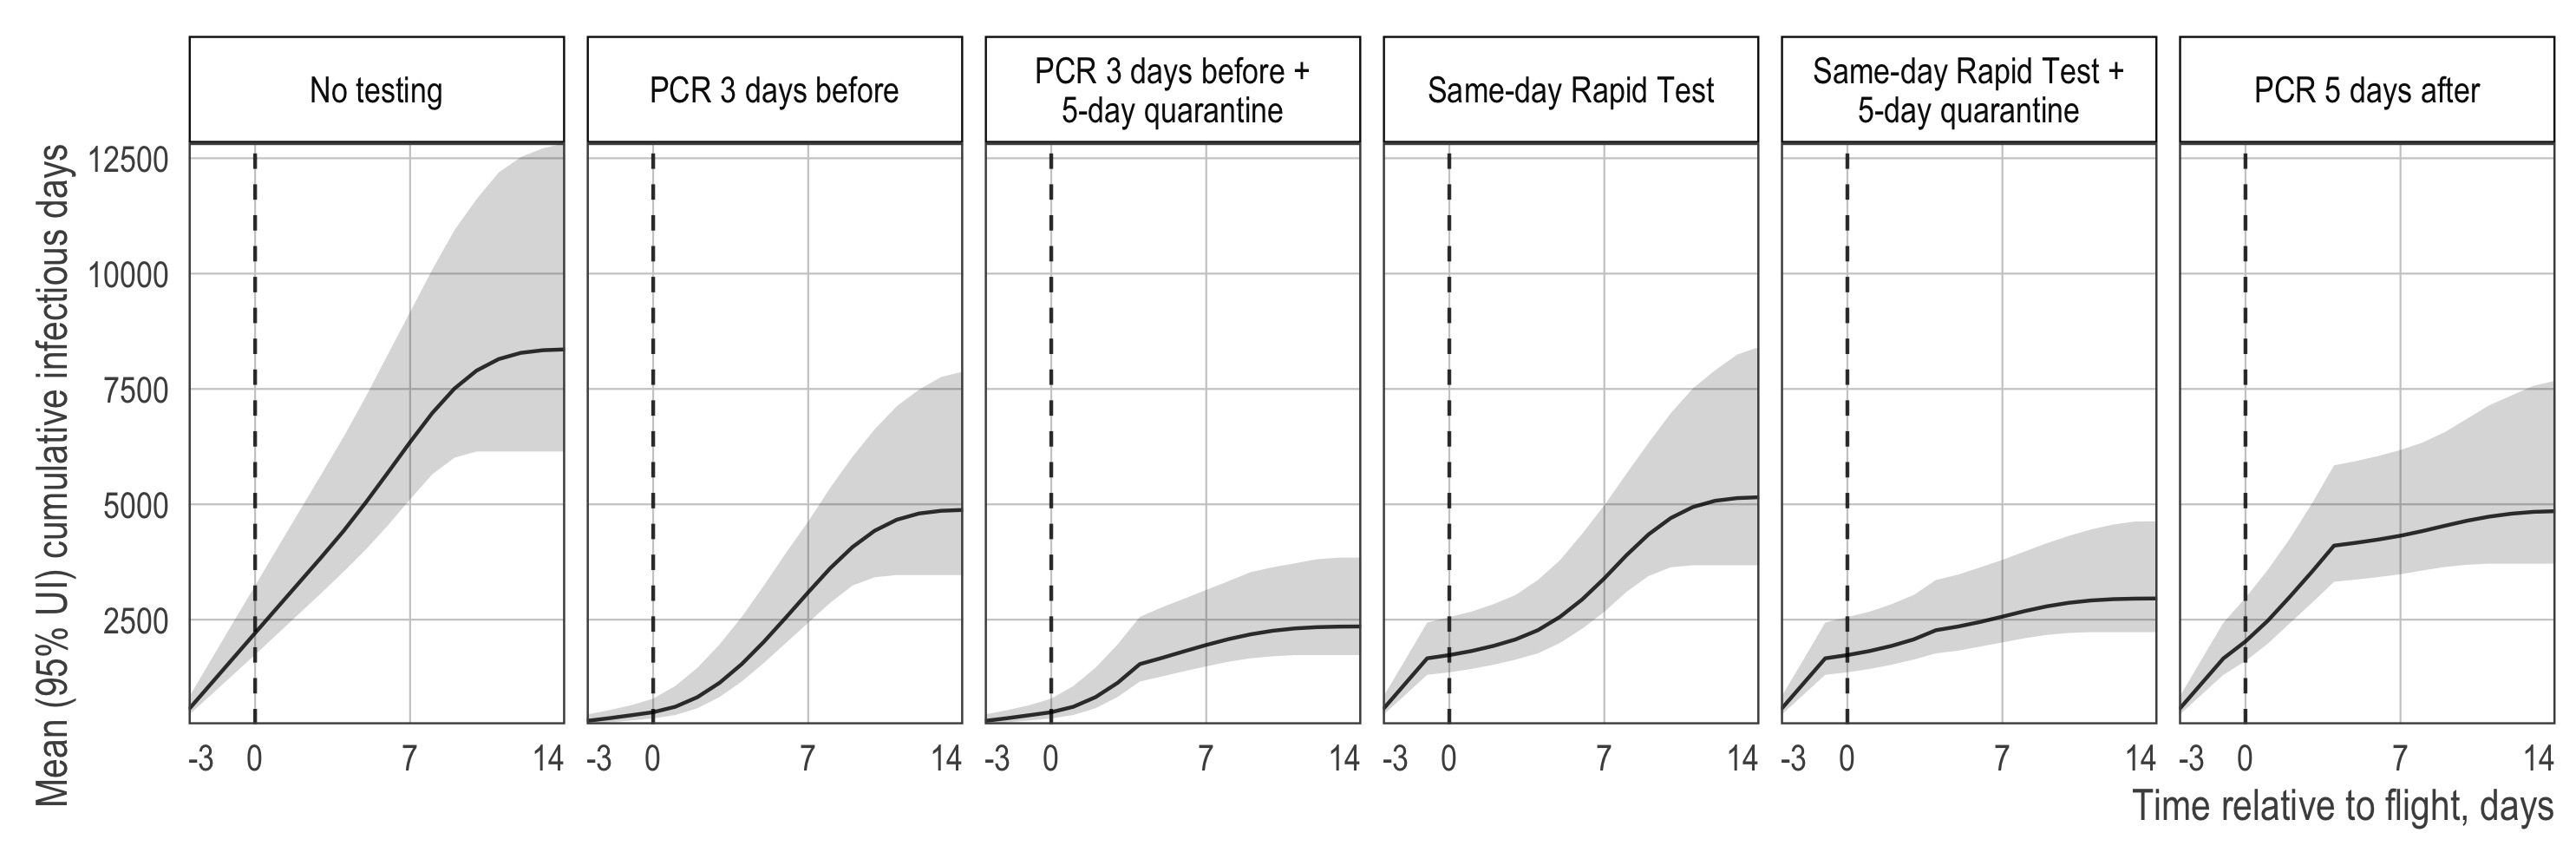 No testing
PCR 3 days before
PCR 3 days before +
5-day quarantine
Same-day Rapid Test
Same-day Rapid Test +
5-day quarantine
PCR 5 days after
Mean (95% UI) cumulative infectious days
12500
10000
7500
5000
2500
-3 0 7 14
-3 0 7 14
-3 0 7 14
-3 0 7 14
-3 0 7 14
-3 0 7 14
Time relative to flight, days